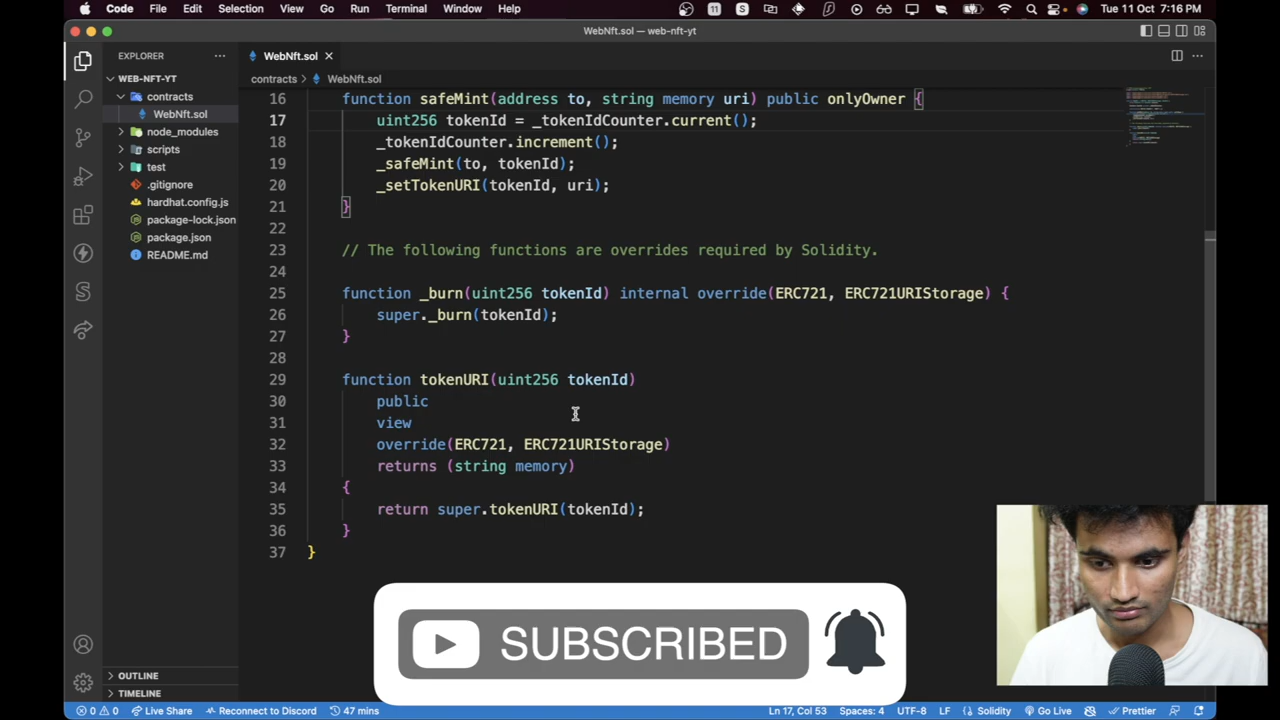 Code File Edit Selection View Go Run Terminal Window Help 11 S Tue 11 Oct 7:16 PM
WebNft.sol — web-nft-yt
EXPLORER
WebNft.sol
WEB-NFT-YT
contracts > WebNft.sol
contracts
WebNft.sol
node_modules
scripts
test
.gitignore
hardhat.config.js
package-lock.json
package.json
README.md
16 function safeMint(address to, string memory uri) public onlyOwner {
17 uint256 tokenId = _tokenIdCounter.current();
18 _tokenIdCounter.increment();
19 _safeMint(to, tokenId);
20 _setTokenURI(tokenId, uri);
21 }
22
23 // The following functions are overrides required by Solidity.
24
25 function _burn(uint256 tokenId) internal override(ERC721, ERC721URIStorage) {
26 super._burn(tokenId);
27 }
28
29 function tokenURI(uint256 tokenId)
30 public
31 view
32 override(ERC721, ERC721URIStorage)
33 returns (string memory)
34 {
35 return super.tokenURI(tokenId);
36 }
37 }
SUBSCRIBED
OUTLINE
TIMELINE
0 0 Live Share Reconnect to Discord 47 mins Ln 17, Col 53 Spaces: 4 UTF-8 LF Solidity Go Live Prettier